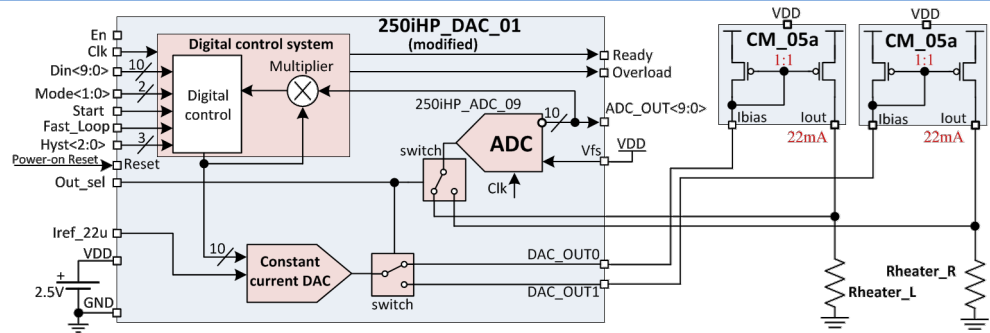 250iHP_DAC_01
(modified)
En
Clk
Din<9:0>
10
Mode<1:0>
2
Start
Fast_Loop
Hyst<2:0>
3
Power-on Reset
Reset
Out_sel
Iref_22u
VDD
+
2.5V
GND
Digital control system
Multiplier
Digital
control
250iHP_ADC_09
10
ADC
switch
Clk
Vfs
VDD
10
Constant
current DAC
switch
DAC_OUT0
DAC_OUT1
Ready
Overload
ADC_OUT<9:0>
VDD
CM_05a
1:1
Ibias
Iout
22mA
VDD
CM_05a
1:1
Ibias
Iout
22mA
Rheater_L
Rheater_R